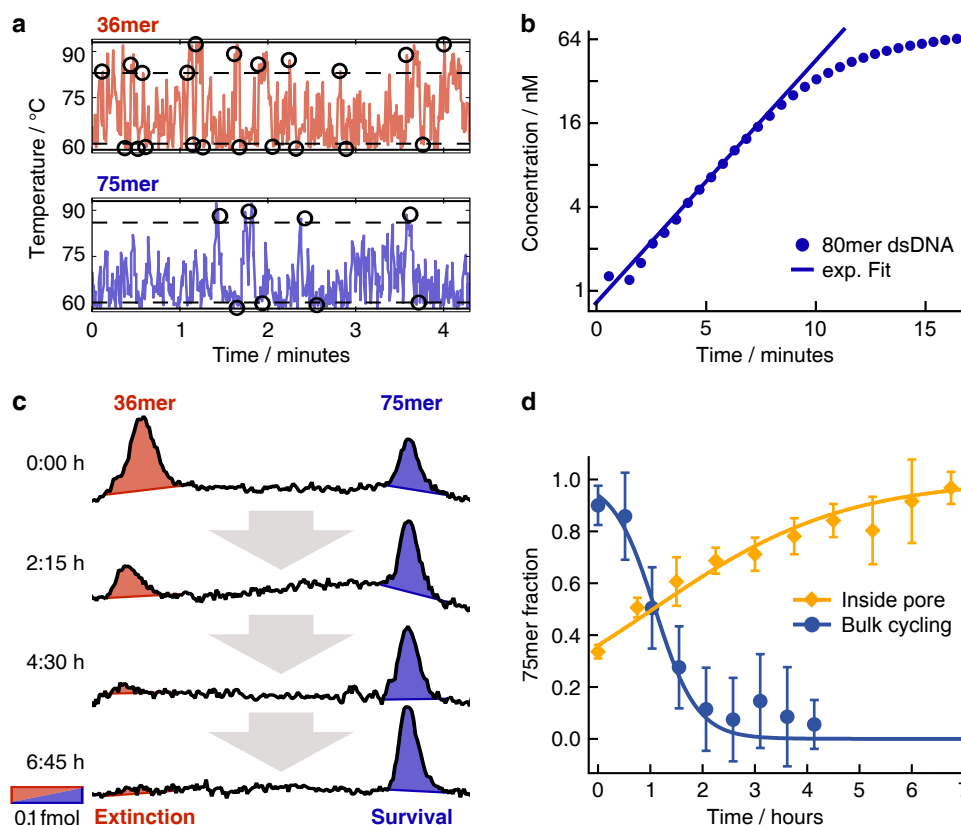 a
36mer
90
75
60
75mer
90
75
60
0 1 2 3 4
Time / minutes
Temperature / °C
b
64
16
4
1
0 5 10 15
Time / minutes
Concentration / nM
80mer dsDNA
exp. Fit
c
36mer 75mer
0:00 h
2:15 h
4:30 h
6:45 h
0.1 fmol
Extinction Survival
d
1.0
0.8
0.6
0.4
0.2
0.0
0 1 2 3 4 5 6 7
Time / hours
75mer fraction
Inside pore
Bulk cycling